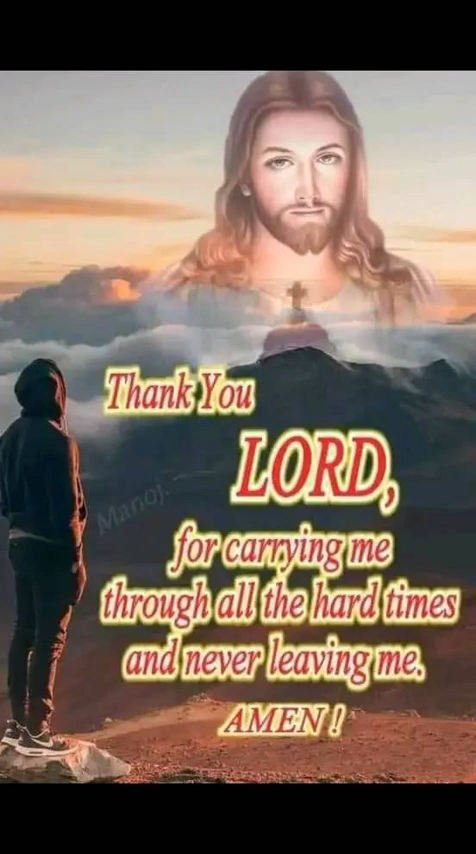 Thank You
LORD,
Manoj.
for carrying me
through all the hard times
and never leaving me.
AMEN !